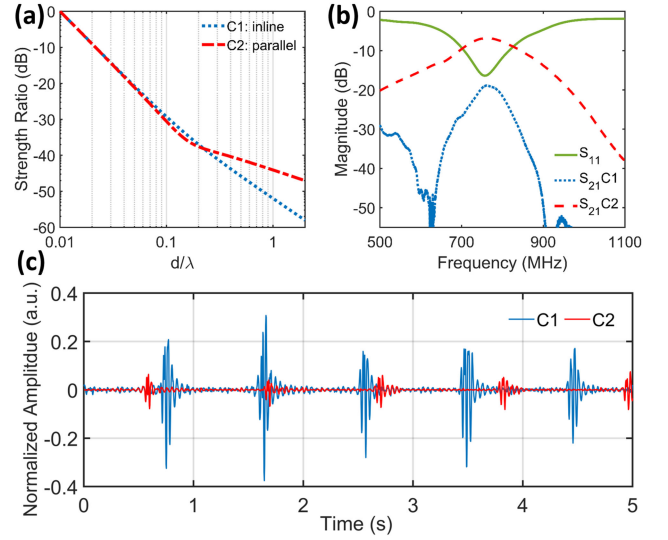 (a)
Strength Ratio (dB)
0
-10
-20
-30
-40
-50
-60
0.01
0.1
1
d/λ
C1: inline
C2: parallel
(b)
Magnitude (dB)
0
-10
-20
-30
-40
-50
500
700
900
1100
Frequency (MHz)
S11
S21C1
S21C2
(c)
Normalized Amplitdue (a.u.)
0.4
0.2
0
-0.2
-0.4
0
1
2
3
4
5
Time (s)
C1
C2